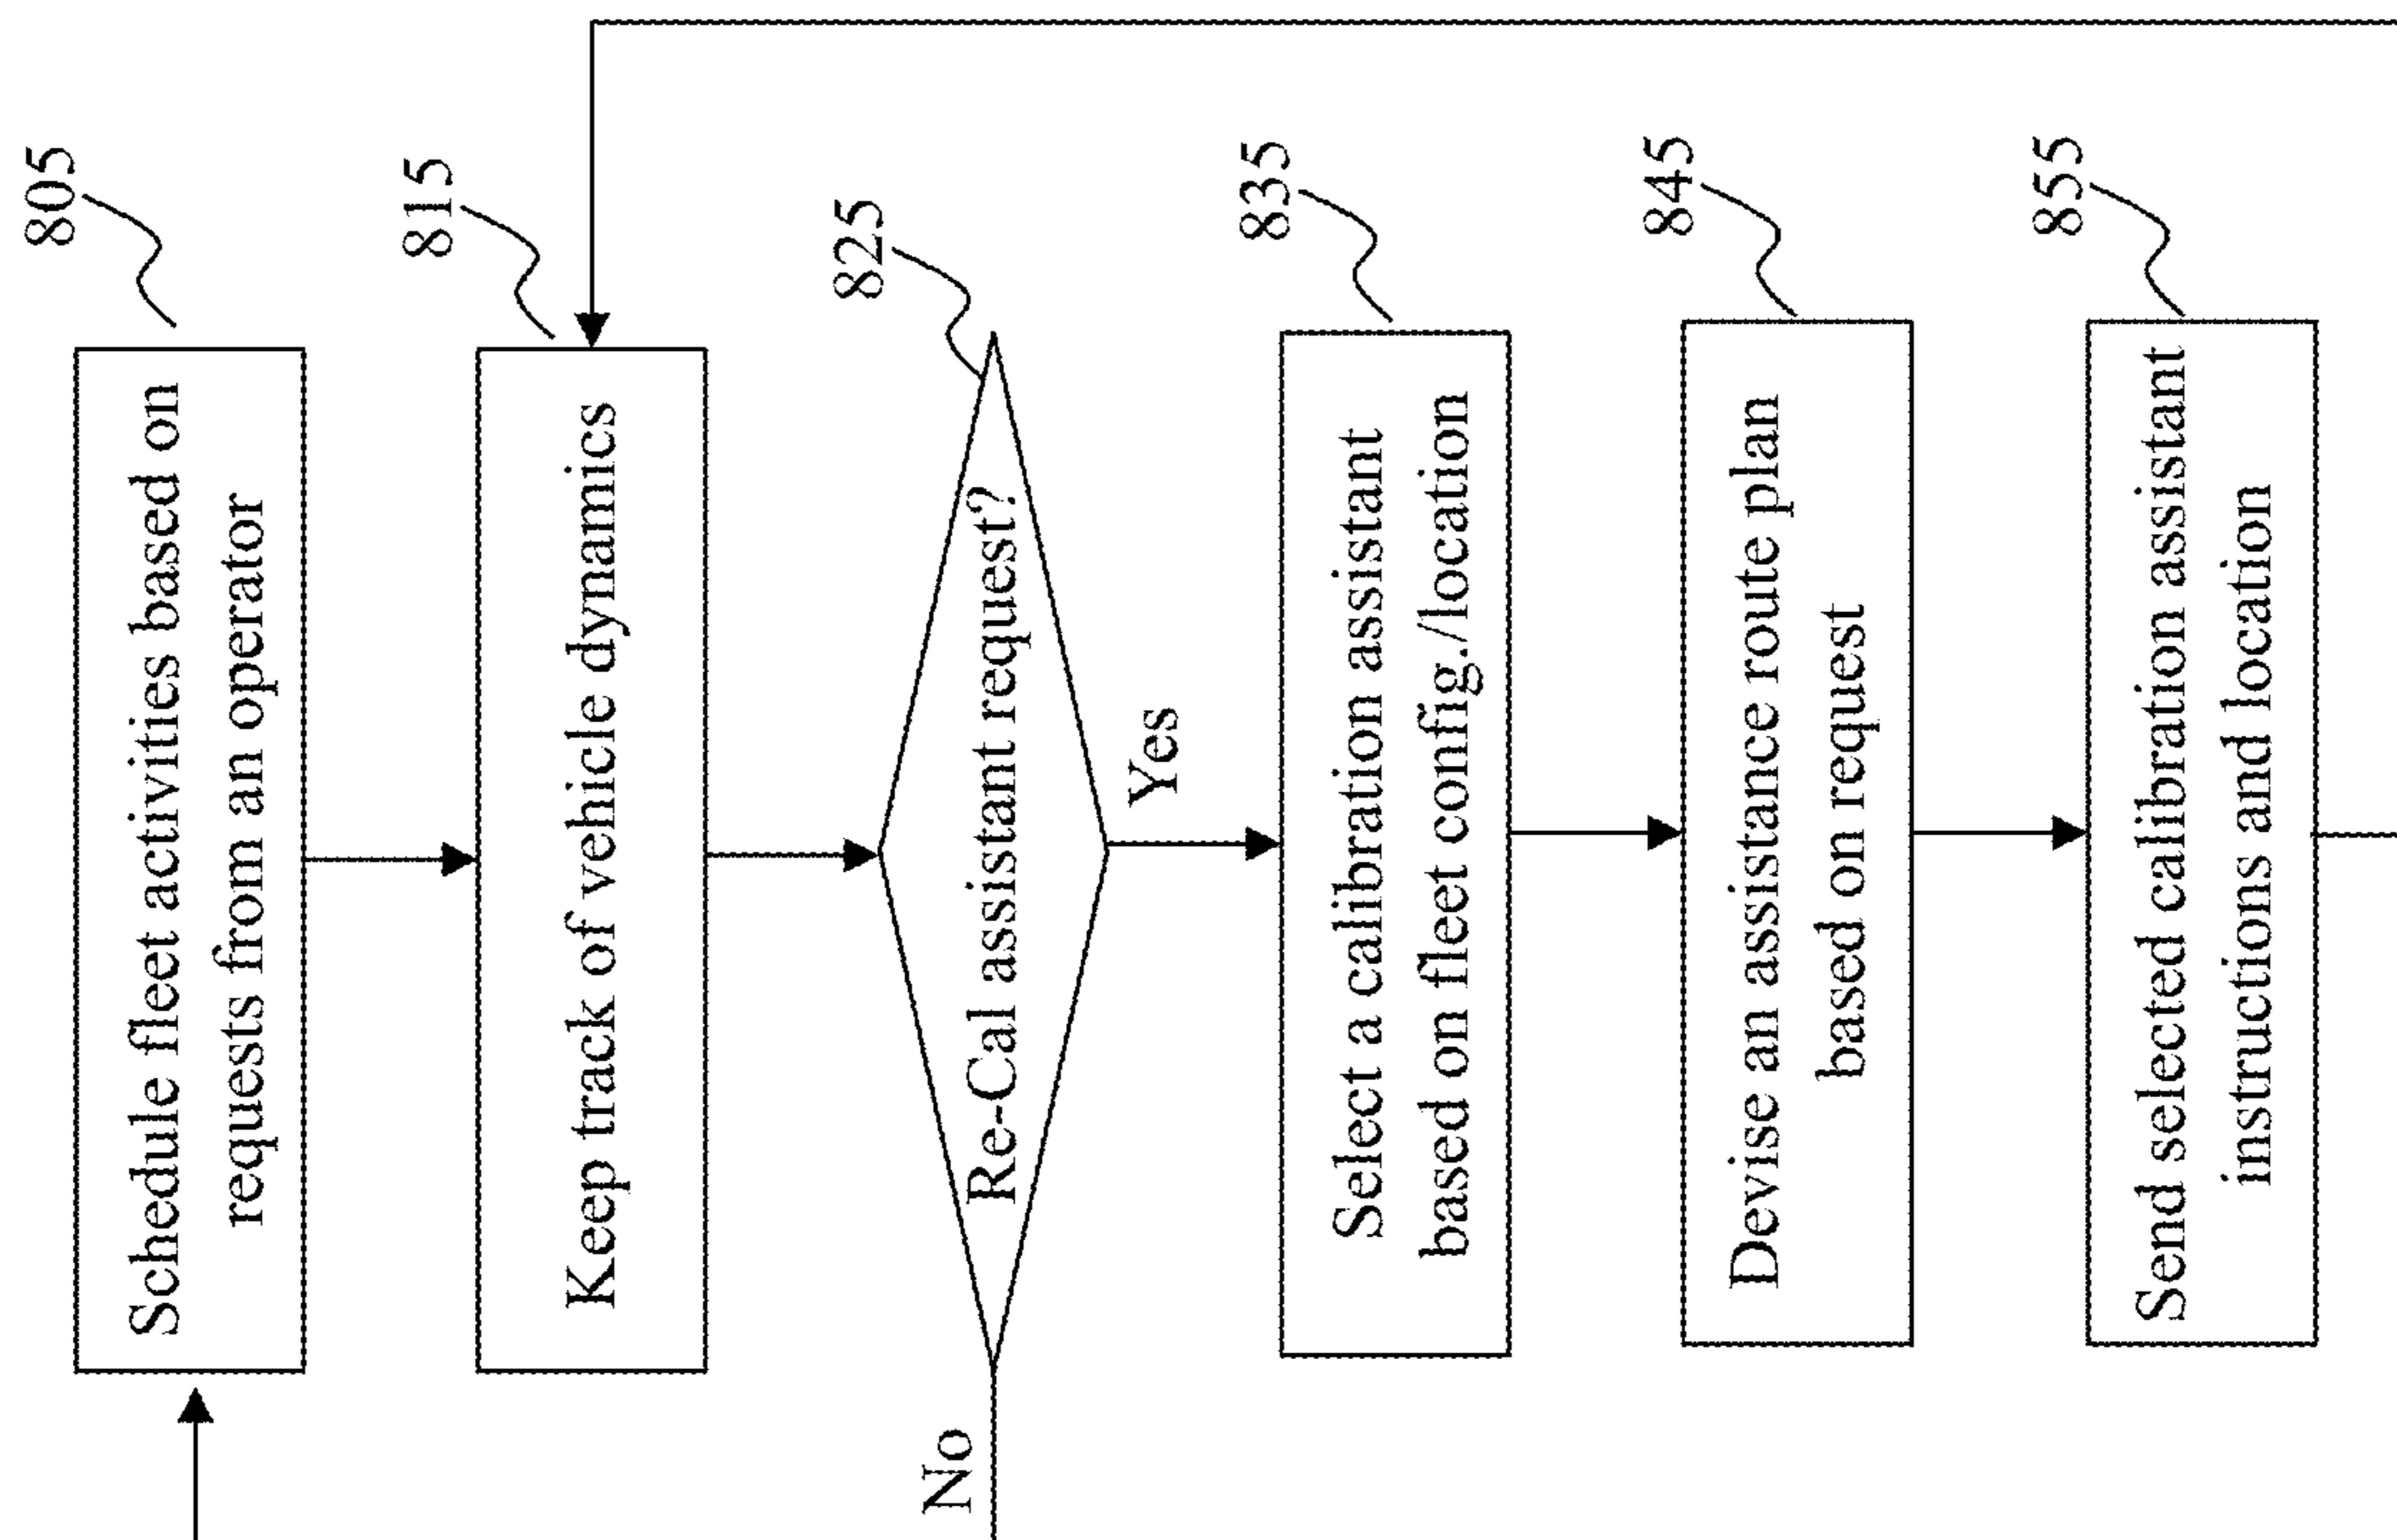 805
Schedule fleet activities based on
requests from an operator
815
Keep track of vehicle dynamics
825
Re-Cal assistant request?
No
Yes
835
Select a calibration assistant
based on fleet config./location
845
Devise an assistance route plan
based on request
855
Send selected calibration assistant
instructions and location